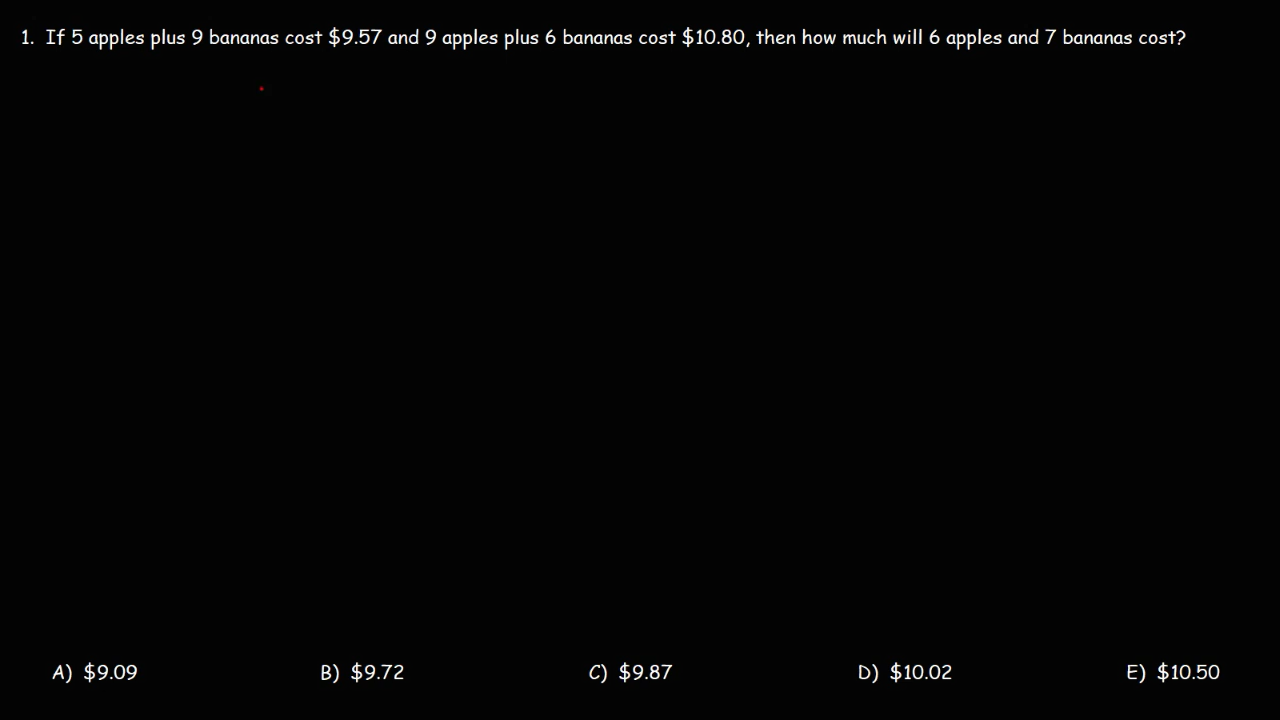 1. If 5 apples plus 9 bananas cost $9.57 and 9 apples plus 6 bananas cost $10.80, then how much will 6 apples and 7 bananas cost?
A) $9.09 B) $9.72 C) $9.87 D) $10.02 E) $10.50